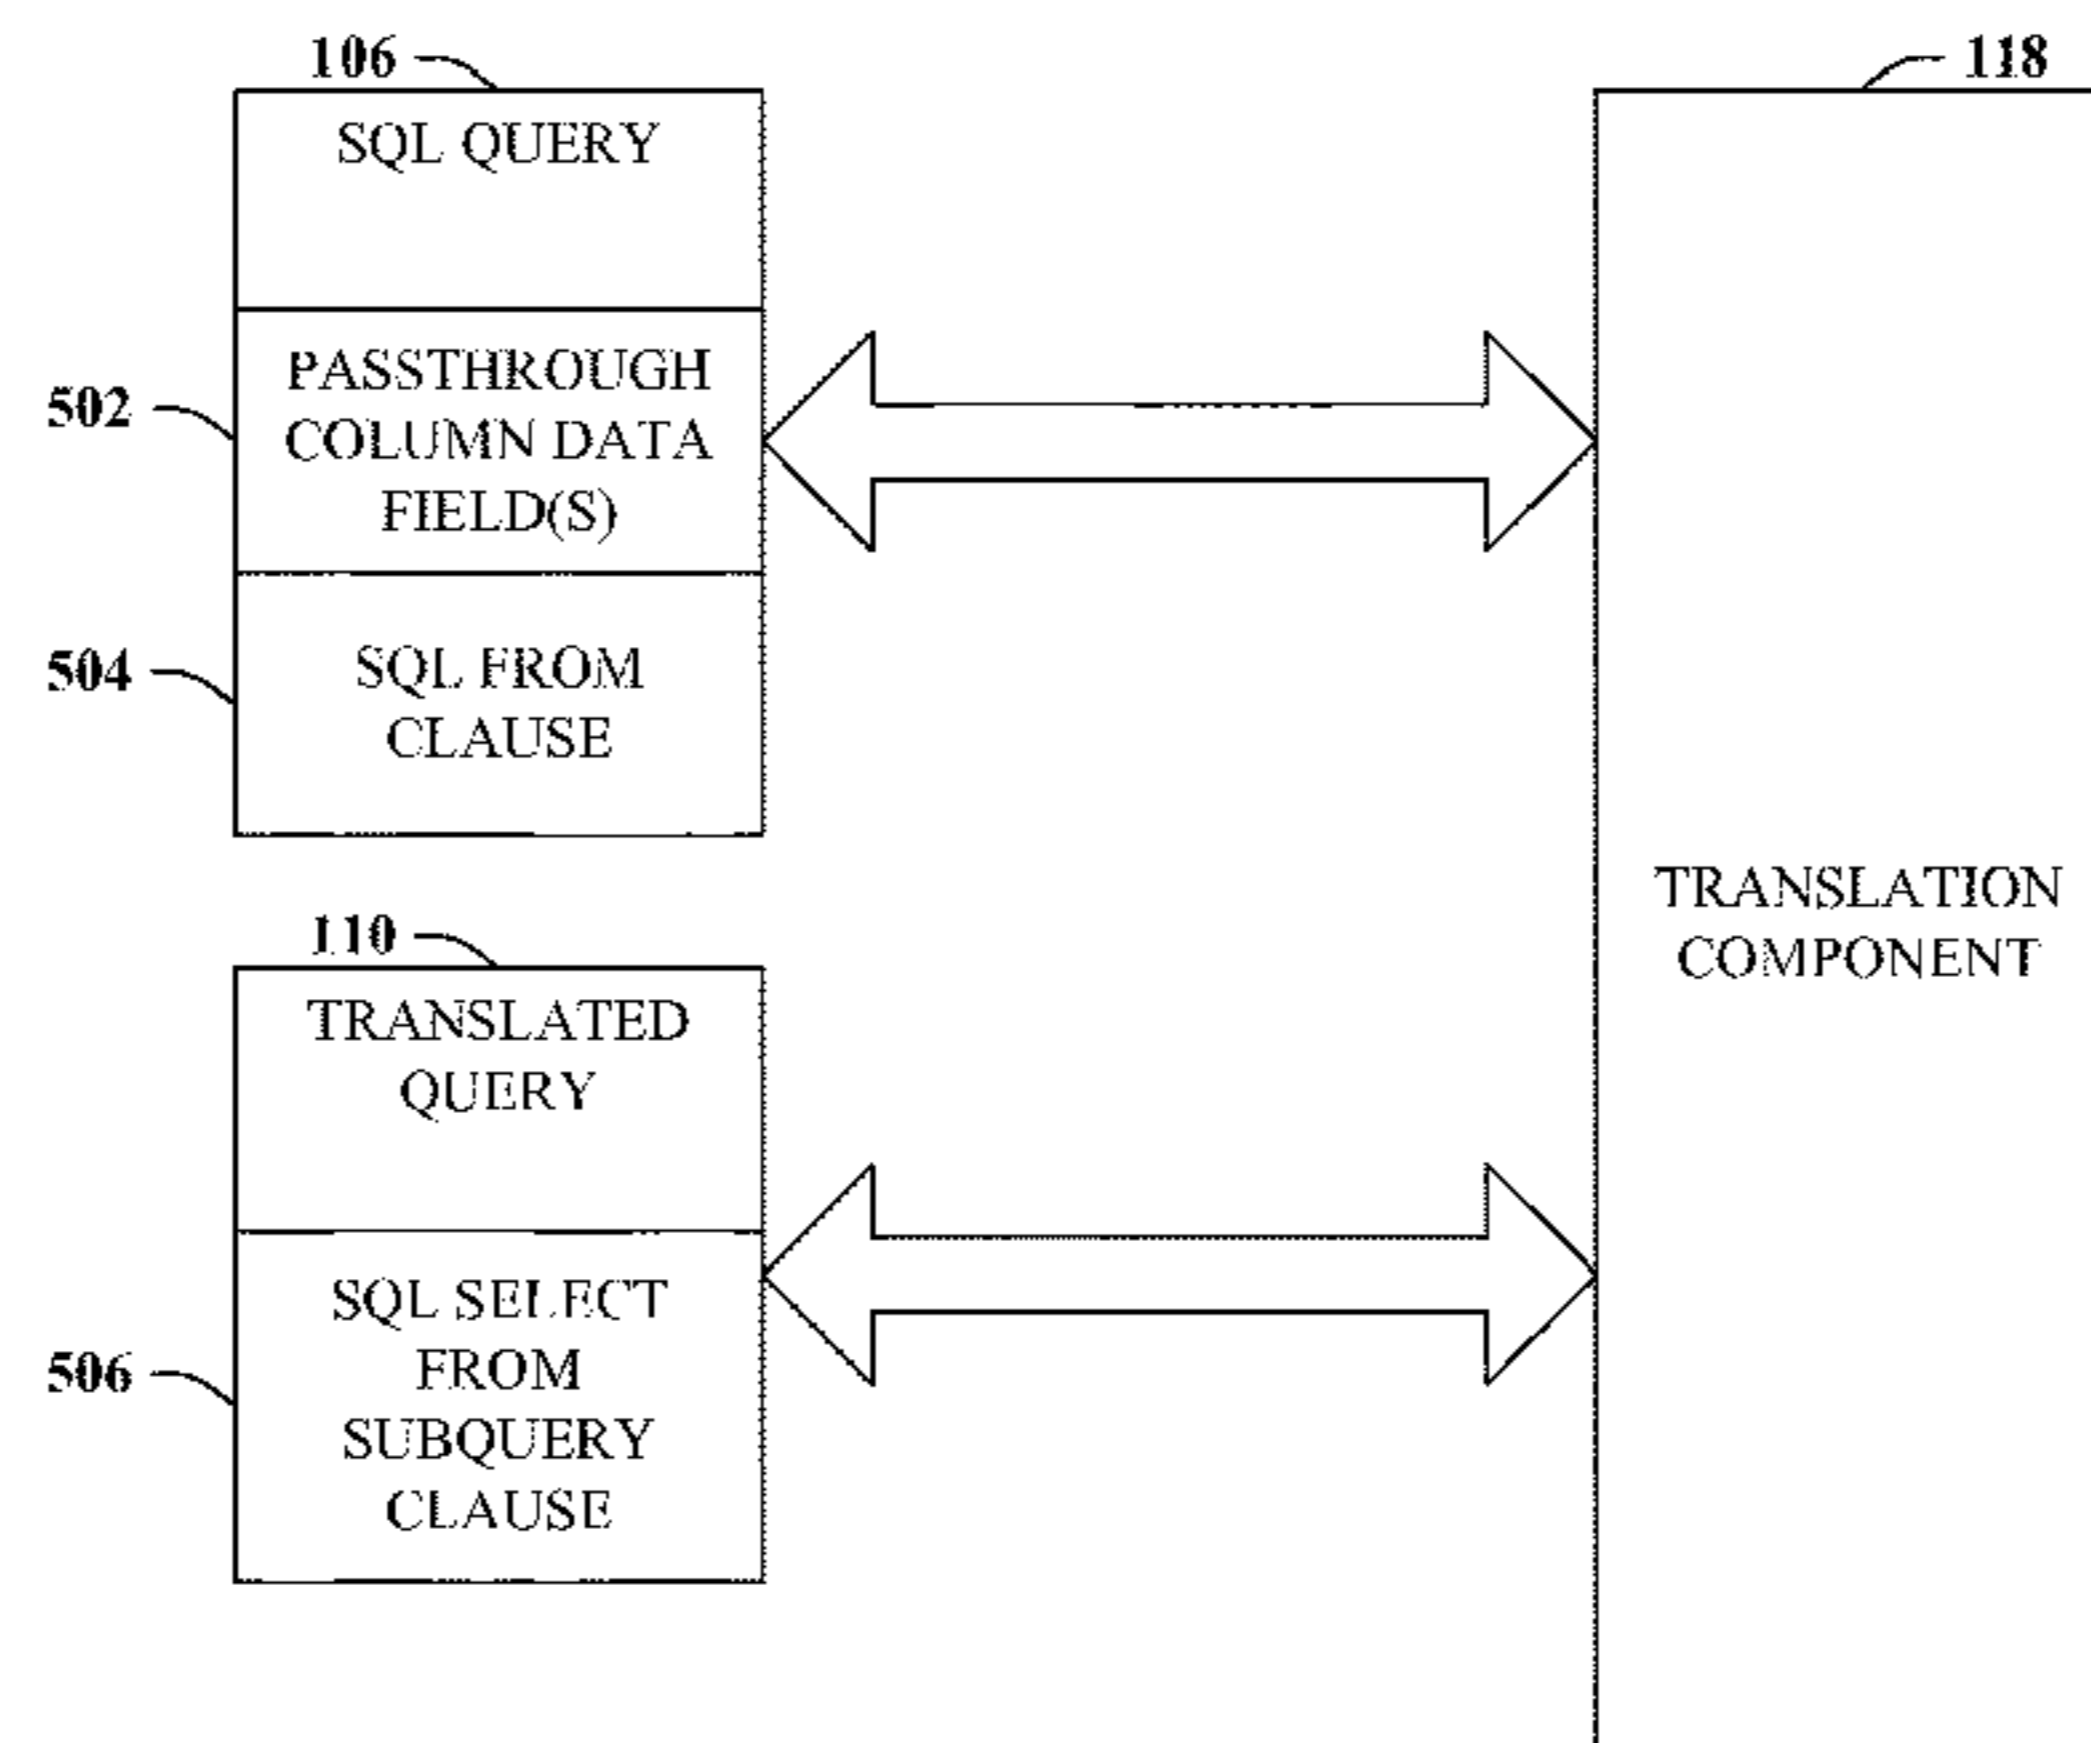 106
118
SQL QUERY
502
PASSTHROUGH
COLUMN DATA
FIELD(S)
504
SQL FROM
CLAUSE
110
TRANSLATED
QUERY
506
SQL SELECT
FROM
SUBQUERY
CLAUSE
TRANSLATION
COMPONENT